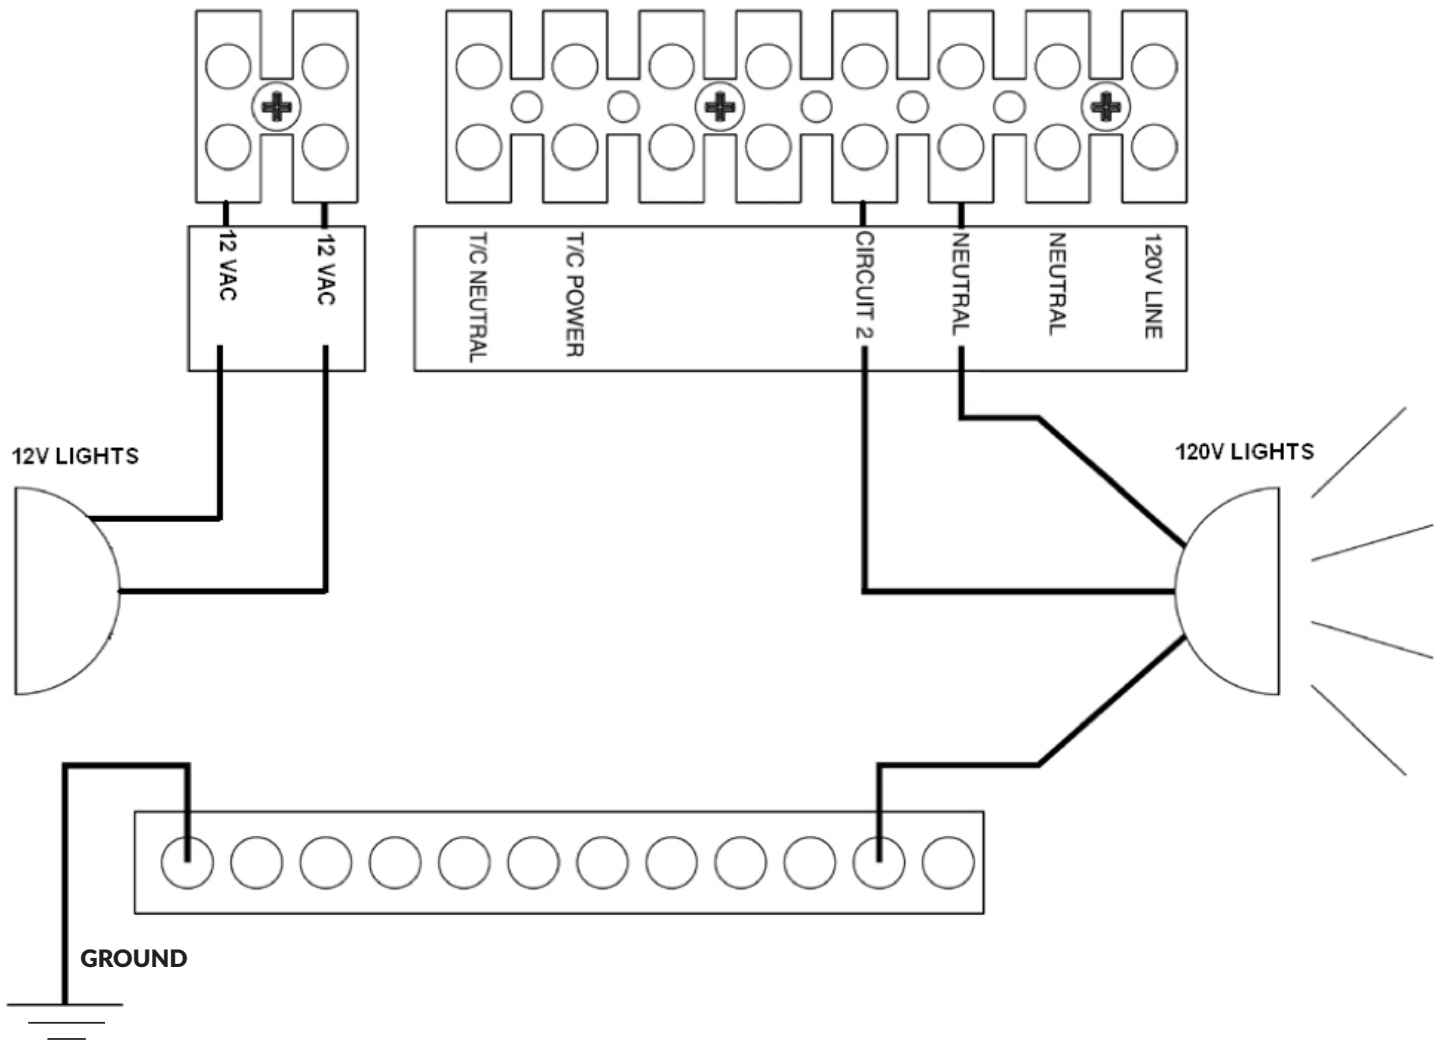 12 VAC
12 VAC
T/C NEUTRAL
T/C POWER
CIRCUIT 2
NEUTRAL
NEUTRAL
120V LINE
12V LIGHTS
120V LIGHTS
GROUND